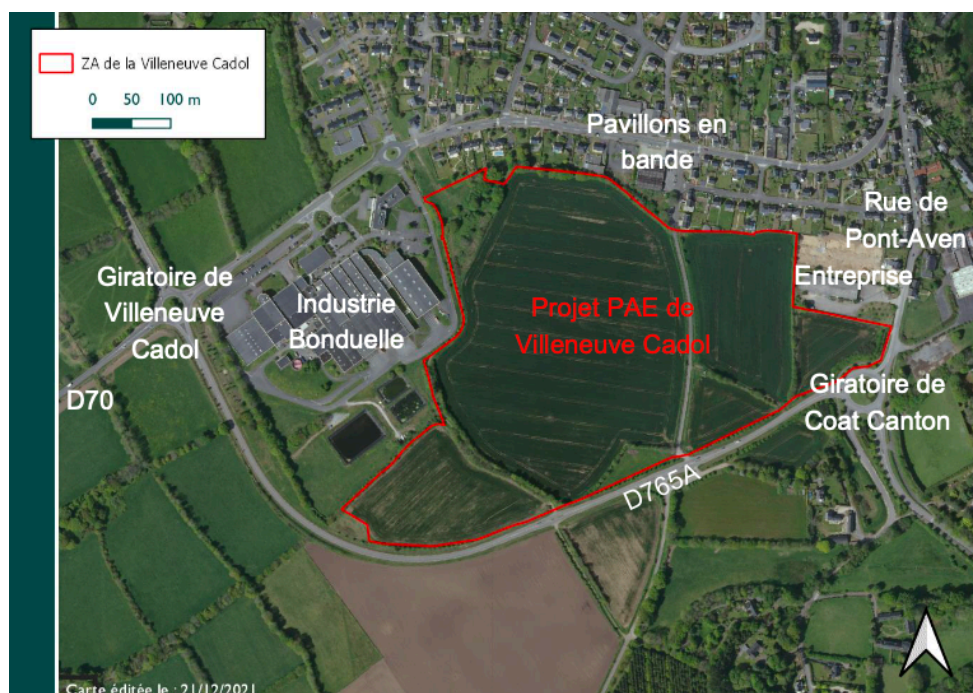 ZA de la Villeneuve Cadol
0 50 100 m
Pavillons en
bande
Rue de
Pont-Aven
Entreprise
Giratoire de
Villeneuve
Cadol
Industrie
Bonduelle
Projet PAE de
Villeneuve Cadol
D70
Giratoire de
Coat Canton
D765A
Carte éditée le : 21/12/2021